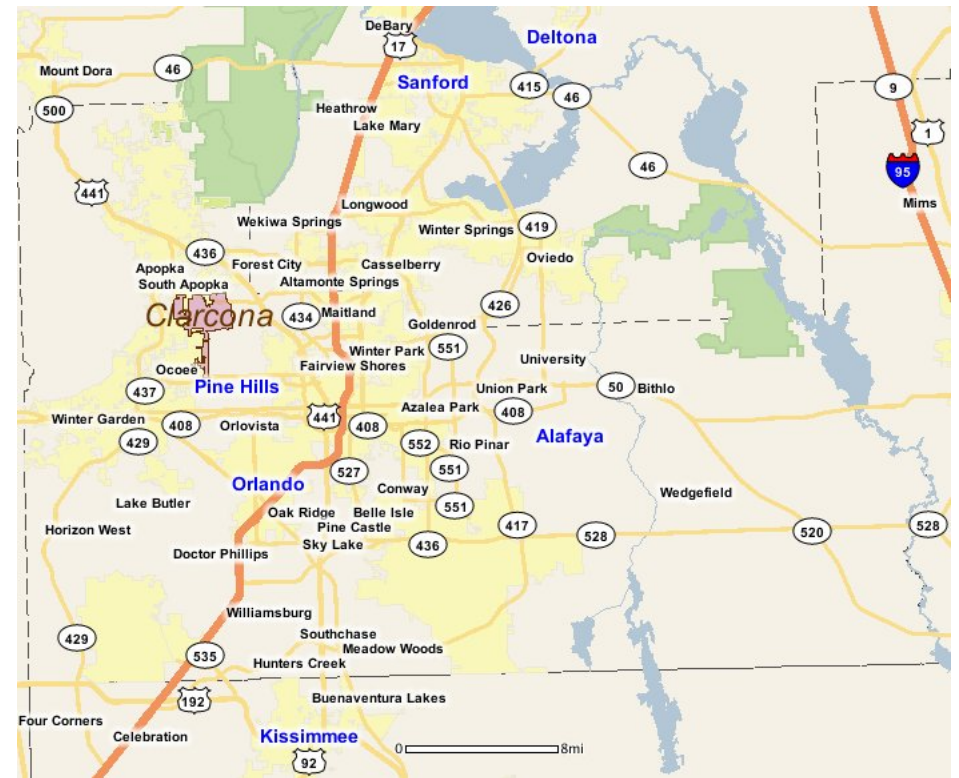 DeBary
Deltona
17
Mount Dora
46
Sanford
415
46
9
500
Heathrow
Lake Mary
1
46
95
441
Longwood
Mims
Wekiwa Springs
Winter Springs
419
436
Oviedo
Apopka
Forest City
Casselberry
South Apopka
Altamonte Springs
Clarcona
434
Maitland
426
Goldenrod
551
Winter Park
University
Fairview Shores
Ocoee
Pine Hills
437
Union Park
50
Bithlo
Azalea Park
408
Winter Garden
408
Orlovista
441
408
429
552
Rio Pinar
Alafaya
551
527
Orlando
Conway
Wedgefield
Lake Butler
551
Oak Ridge
Belle Isle
Horizon West
Pine Castle
417
528
520
528
Doctor Phillips
Sky Lake
436
Williamsburg
429
Southchase
535
Meadow Woods
Hunters Creek
192
Buenaventura Lakes
Four Corners
Celebration
Kissimmee
0
8mi
92